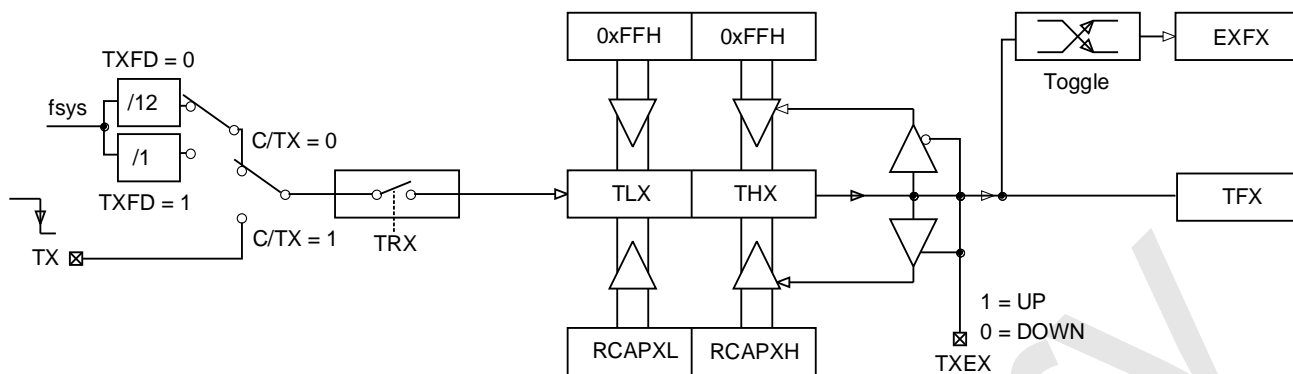 0xFFH 0xFFH
EXFX
Toggle
TXFD = 0
fsys
/12
C/TX = 0
/1
TXFD = 1
TLX THX
TFX
C/TX = 1
TRX
TX
1 = UP
0 = DOWN
RCAPXL RCAPXH
TXEX